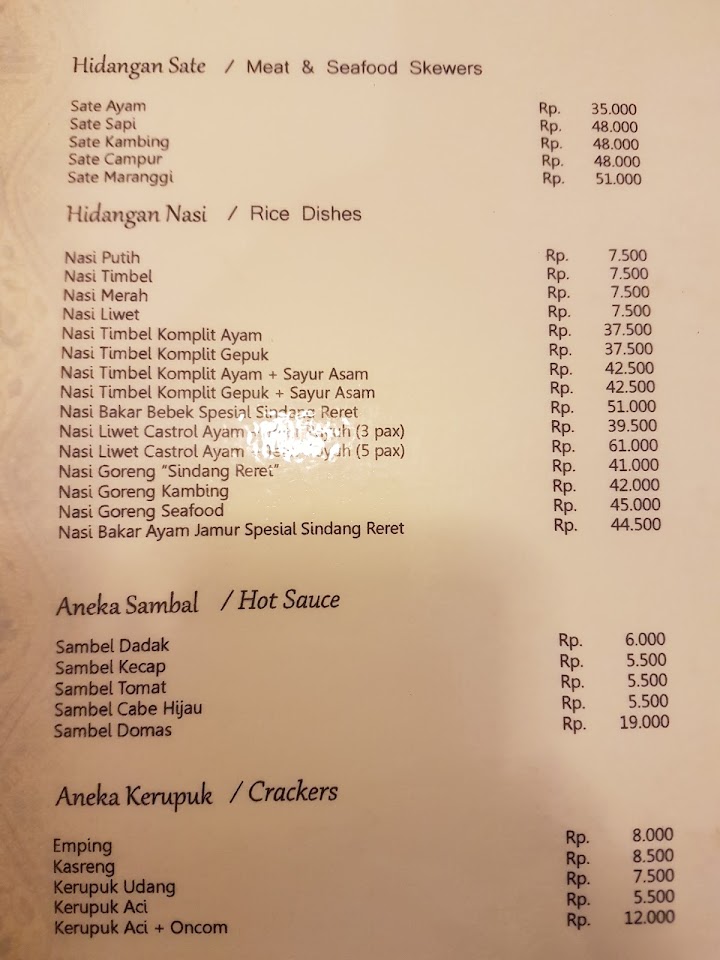 Hidangan Sate / Meat & Seafood Skewers
Sate Ayam Rp. 35.000
Sate Sapi Rp. 48.000
Sate Kambing Rp. 48.000
Sate Campur Rp. 48.000
Sate Maranggi Rp. 51.000
Hidangan Nasi / Rice Dishes
Nasi Putih Rp. 7.500
Nasi Timbel Rp. 7.500
Nasi Merah Rp. 7.500
Nasi Liwet Rp. 7.500
Nasi Timbel Komplit Ayam Rp. 37.500
Nasi Timbel Komplit Gepuk Rp. 37.500
Nasi Timbel Komplit Ayam + Sayur Asam Rp. 42.500
Nasi Timbel Komplit Gepuk + Sayur Asam Rp. 42.500
Nasi Bakar Bebek Spesial Sindang Reret Rp. 51.000
Nasi Liwet Castrol Ayam (3 pax) Rp. 39.500
Nasi Liwet Castrol Ayam (5 pax) Rp. 61.000
Nasi Goreng "Sindang Reret" Rp. 41.000
Nasi Goreng Kambing Rp. 42.000
Nasi Goreng Seafood Rp. 45.000
Nasi Bakar Ayam Jamur Spesial Sindang Reret Rp. 44.500
Aneka Sambal / Hot Sauce
Sambel Dadak Rp. 6.000
Sambel Kecap Rp. 5.500
Sambel Tomat Rp. 5.500
Sambel Cabe Hijau Rp. 5.500
Sambel Domas Rp. 19.000
Aneka Kerupuk / Crackers
Emping Rp. 8.000
Kasreng Rp. 8.500
Kerupuk Udang Rp. 7.500
Kerupuk Aci Rp. 5.500
Kerupuk Aci + Oncom Rp. 12.000